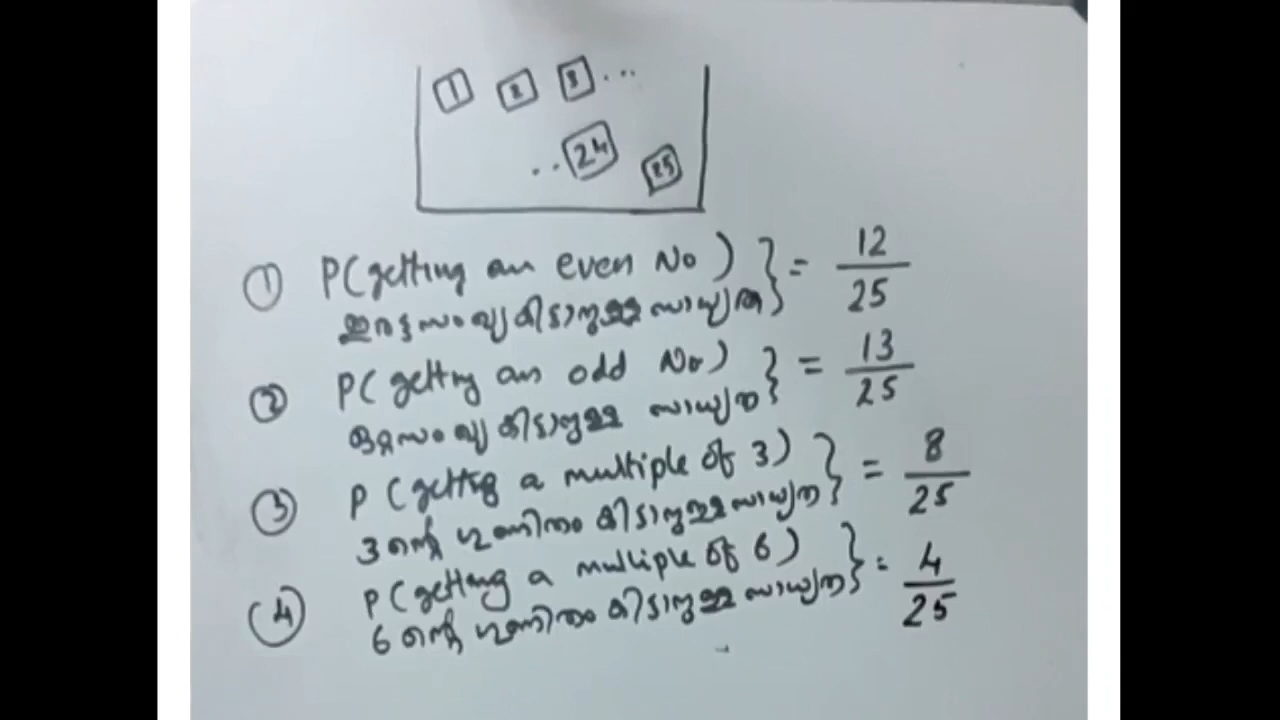 1 2 3 ...
.. 24 25
① P(getting an even No) } = 12/25
ഇരട്ടസംഖ്യ കിട്ടാനുള്ള സാധ്യത
② P(getting an odd No) } = 13/25
ഒറ്റസംഖ്യ കിട്ടാനുള്ള സാധ്യത
③ P(getting a multiple of 3) } = 8/25
3 ന്റെ ഗുണിതം കിട്ടാനുള്ള സാധ്യത
④ P(getting a multiple of 6) } = 4/25
6 ന്റെ ഗുണിതം കിട്ടാനുള്ള സാധ്യത